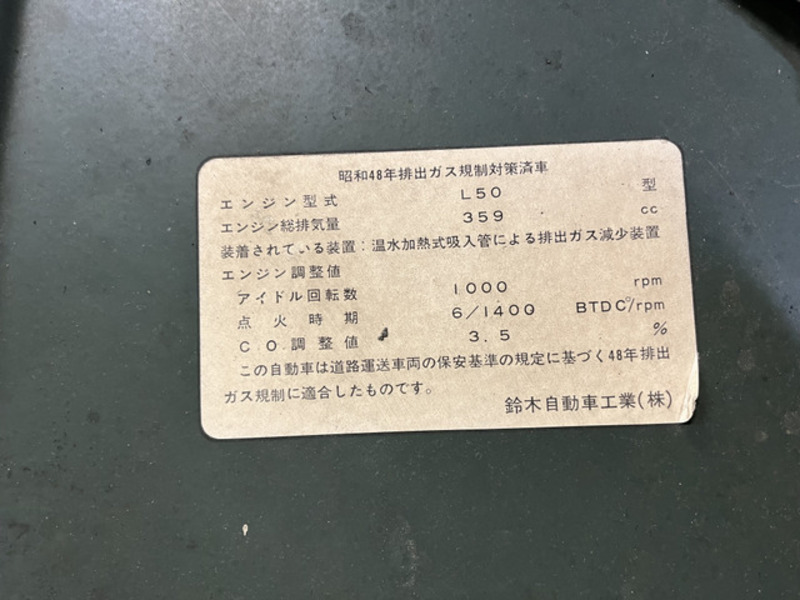 昭和48年排出ガス規制対策済車
エンジン型式 L50 型
エンジン総排気量 359 cc
装着されている装置:温水加熱式吸入管による排出ガス減少装置
エンジン調整値
アイドル回転数 1000 rpm
点火時期 6/1400 BTDC°/rpm
C.O.調整値 3.5 %
この自動車は道路運送車両の保安基準の規定に基づく48年排出
ガス規制に適合したものです。
鈴木自動車工業(株)